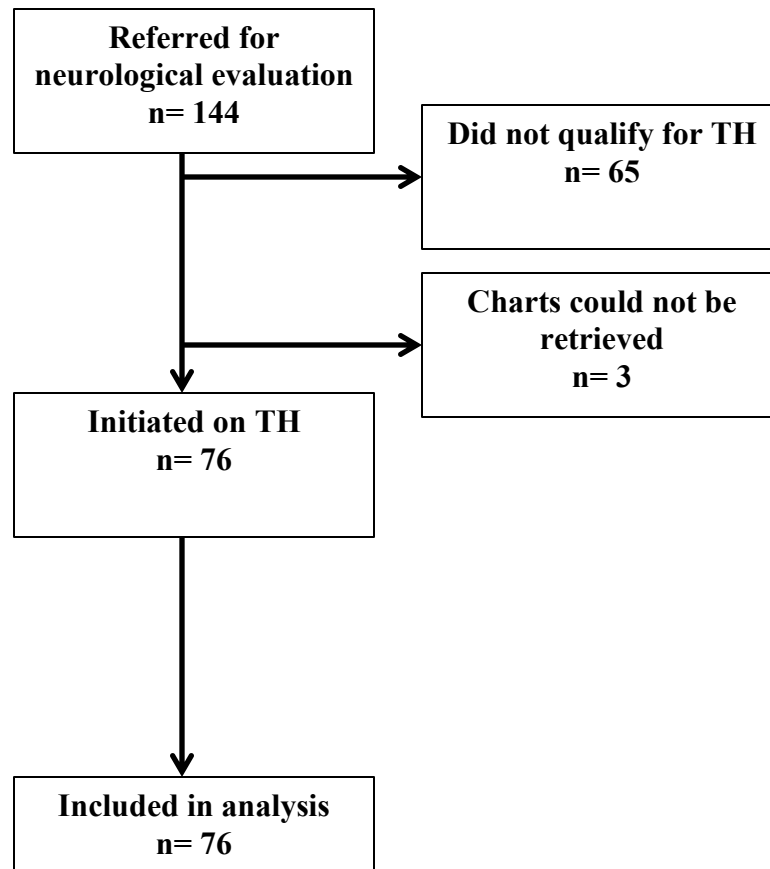 Referred for
neurological evaluation
n= 144
Did not qualify for TH
n= 65
Charts could not be
retrieved
n= 3
Initiated on TH
n= 76
Included in analysis
n= 76